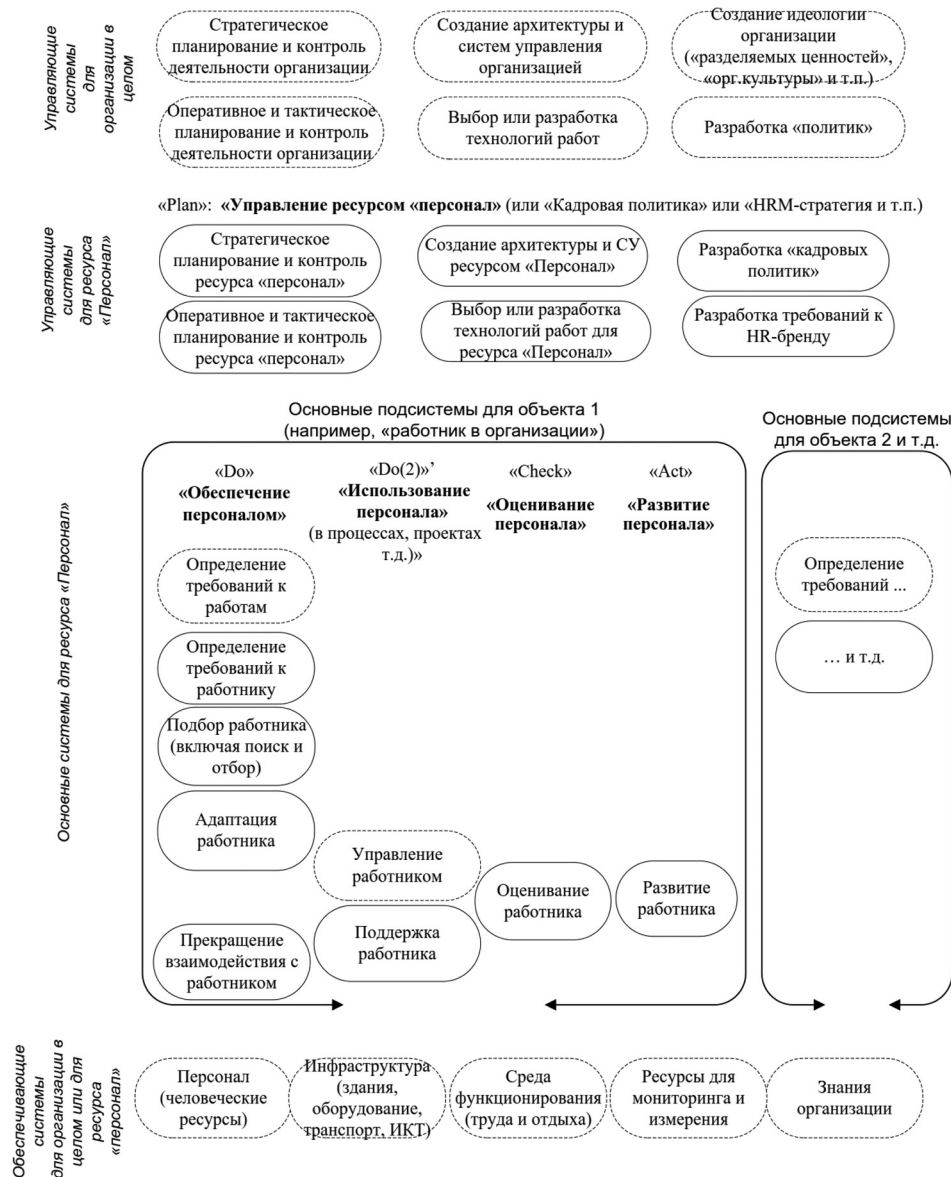 Управляющие
системы
для
организации в
целом
Стратегическое
планирование и контроль
деятельности организации
Создание архитектуры и
систем управления
организацией
Создание идеологии
организации
(«разделяемых ценностей»,
«орг.культуры» и т.п.)
Оперативное и тактическое
планирование и контроль
деятельности организации
Выбор или разработка
технологий работ
Разработка «политик»
«Plan»: «Управление ресурсом «персонал» (или «Кадровая политика» или «HRM-стратегия и т.п.)
Управляющие
системы
для ресурса
«Персонал»
Стратегическое
планирование и контроль
ресурса «персонал»
Создание архитектуры и СУ
ресурсом «Персонал»
Разработка «кадровых
политик»
Оперативное и тактическое
планирование и контроль
ресурса «персонал»
Выбор или разработка
технологий работ для
ресурса «Персонал»
Разработка требований к
HR-бренду
Основные подсистемы для объекта 1
(например, «работник в организации»)
Основные подсистемы
для объекта 2 и т.д.
Основные системы для ресурса «Персонал»
«Do»
«Обеспечение
персоналом»
«Do(2)»’
«Использование
персонала»
(в процессах, проектах
т.д.)»
«Check»
«Оценивание
персонала»
«Act»
«Развитие
персонала»
Определение
требований к
работам
Определение
требований к
работнику
Подбор работника
(включая поиск и
отбор)
Адаптация
работника
Прекращение
взаимодействия с
работником
Управление
работником
Поддержка
работника
Оценивание
работника
Развитие
работника
Определение
требований ...
… и т.д.
Обеспечивающие
системы
для организации в
целом или для
ресурса
«персонал»
Персонал
(человеческие
ресурсы)
Инфраструктура
(здания,
оборудование,
транспорт, ИКТ)
Среда
функционирования
(труда и отдыха)
Ресурсы для
мониторинга и
измерения
Знания
организации